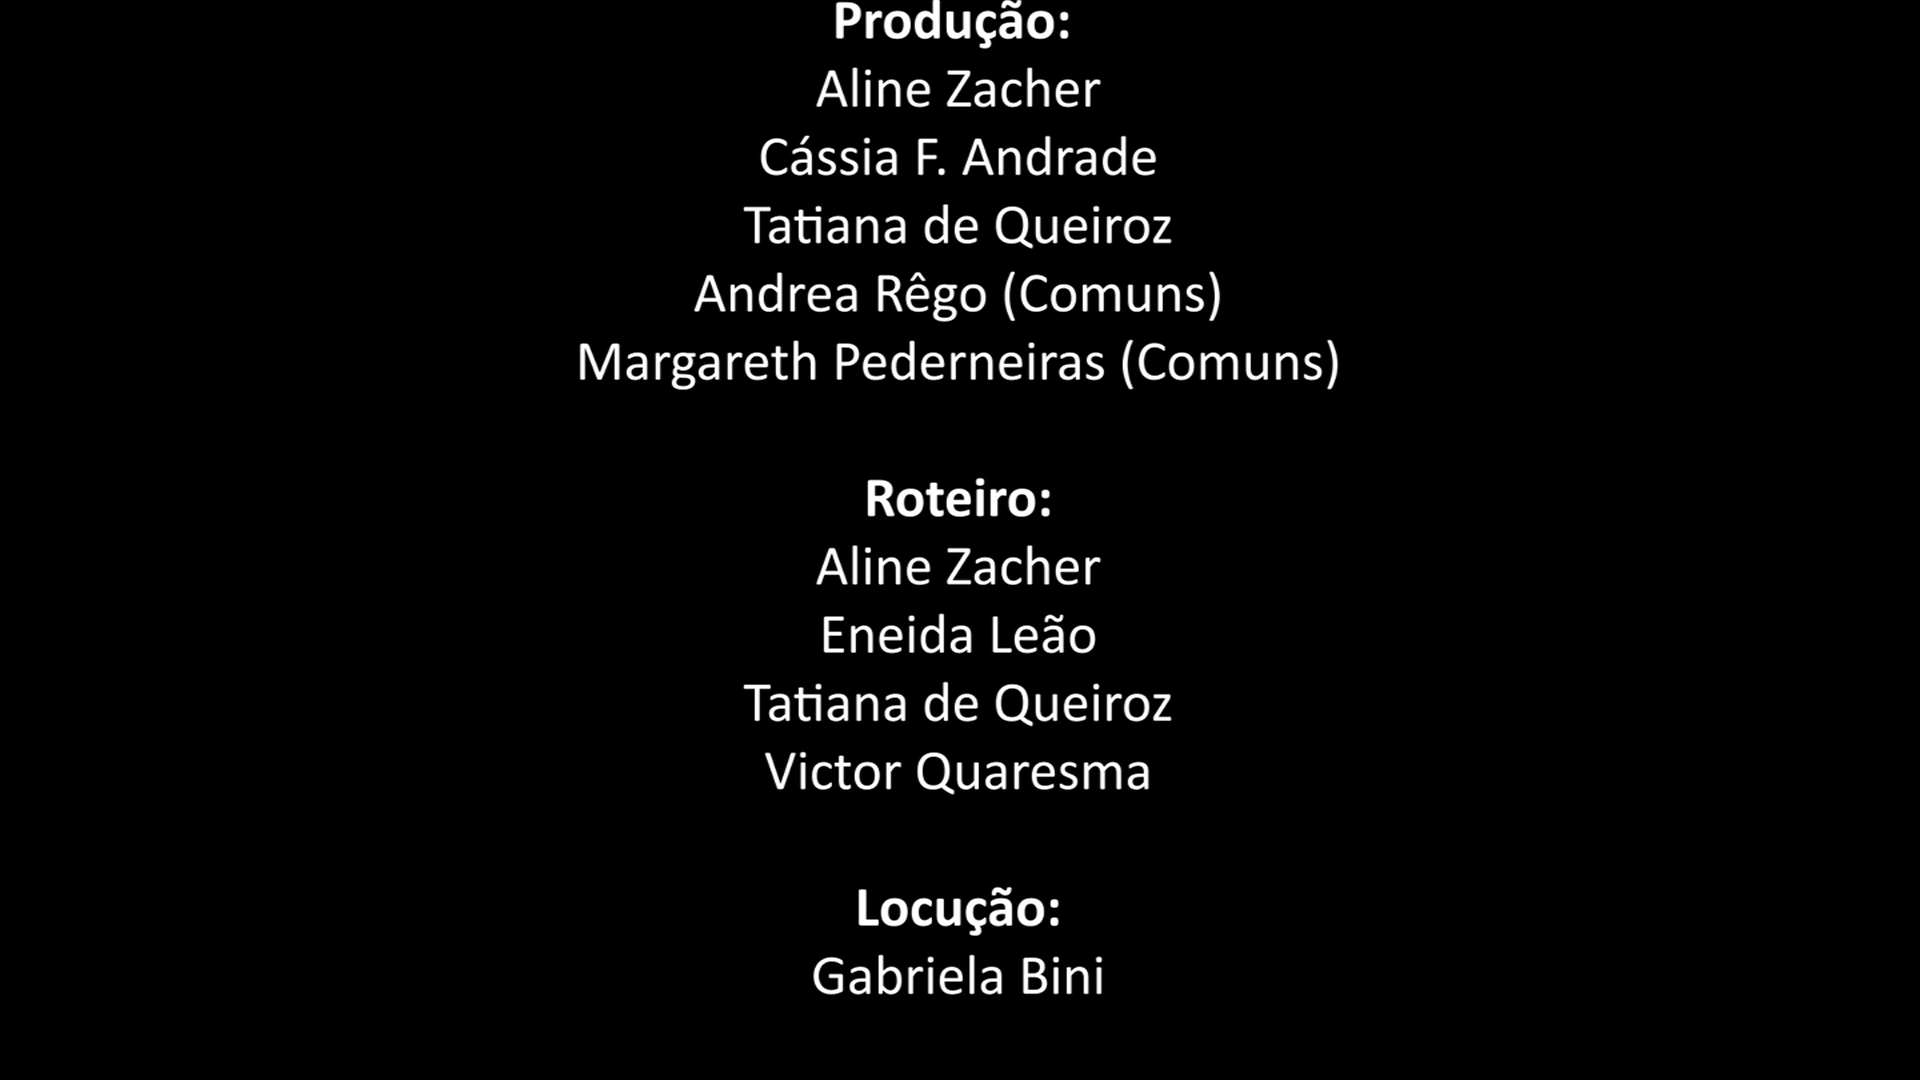 Produção:
Aline Zacher
Cássia F. Andrade
Tatiana de Queiroz
Andrea Rêgo (Comuns)
Margareth Pederneiras (Comuns)
Roteiro:
Aline Zacher
Eneida Leão
Tatiana de Queiroz
Victor Quaresma
Locução:
Gabriela Bini